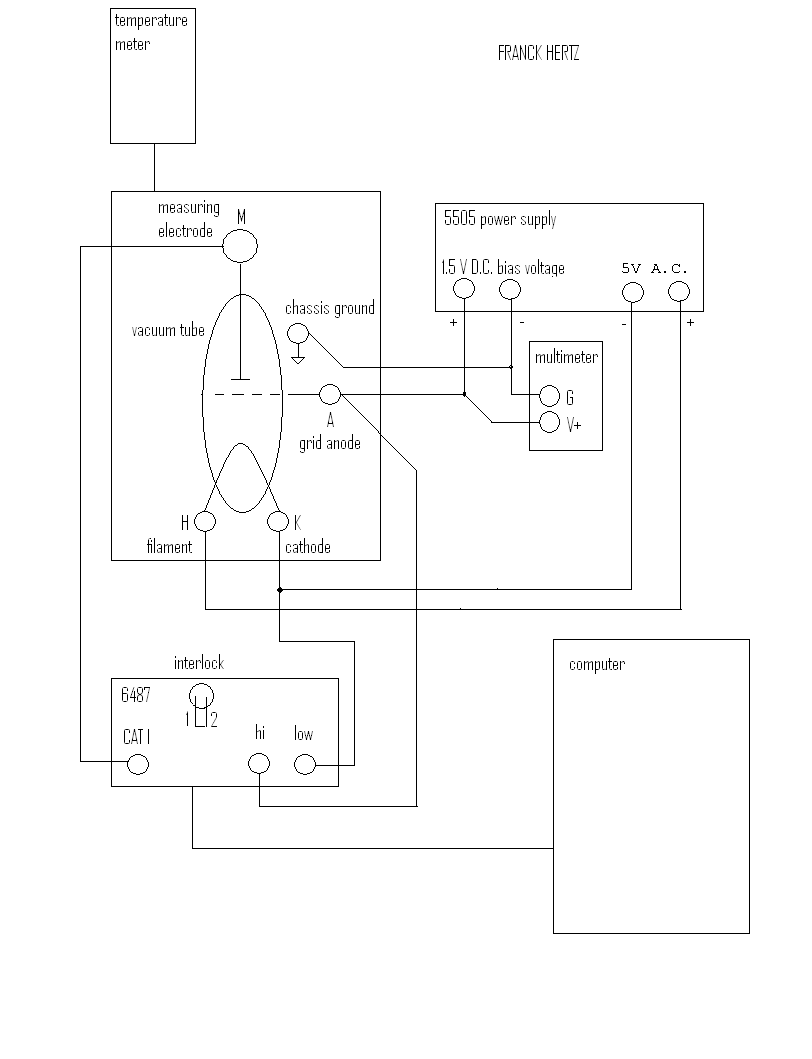 temperature
meter
FRANCK HERTZ
measuring
electrode
M
5505 power supply
1.5 V D.C. bias voltage
5V A.C.
chassis ground
+
-
-
+
vacuum tube
multimeter
G
V+
A
grid anode
H
K
filament
cathode
interlock
computer
6487
1
2
CAT I
hi
low